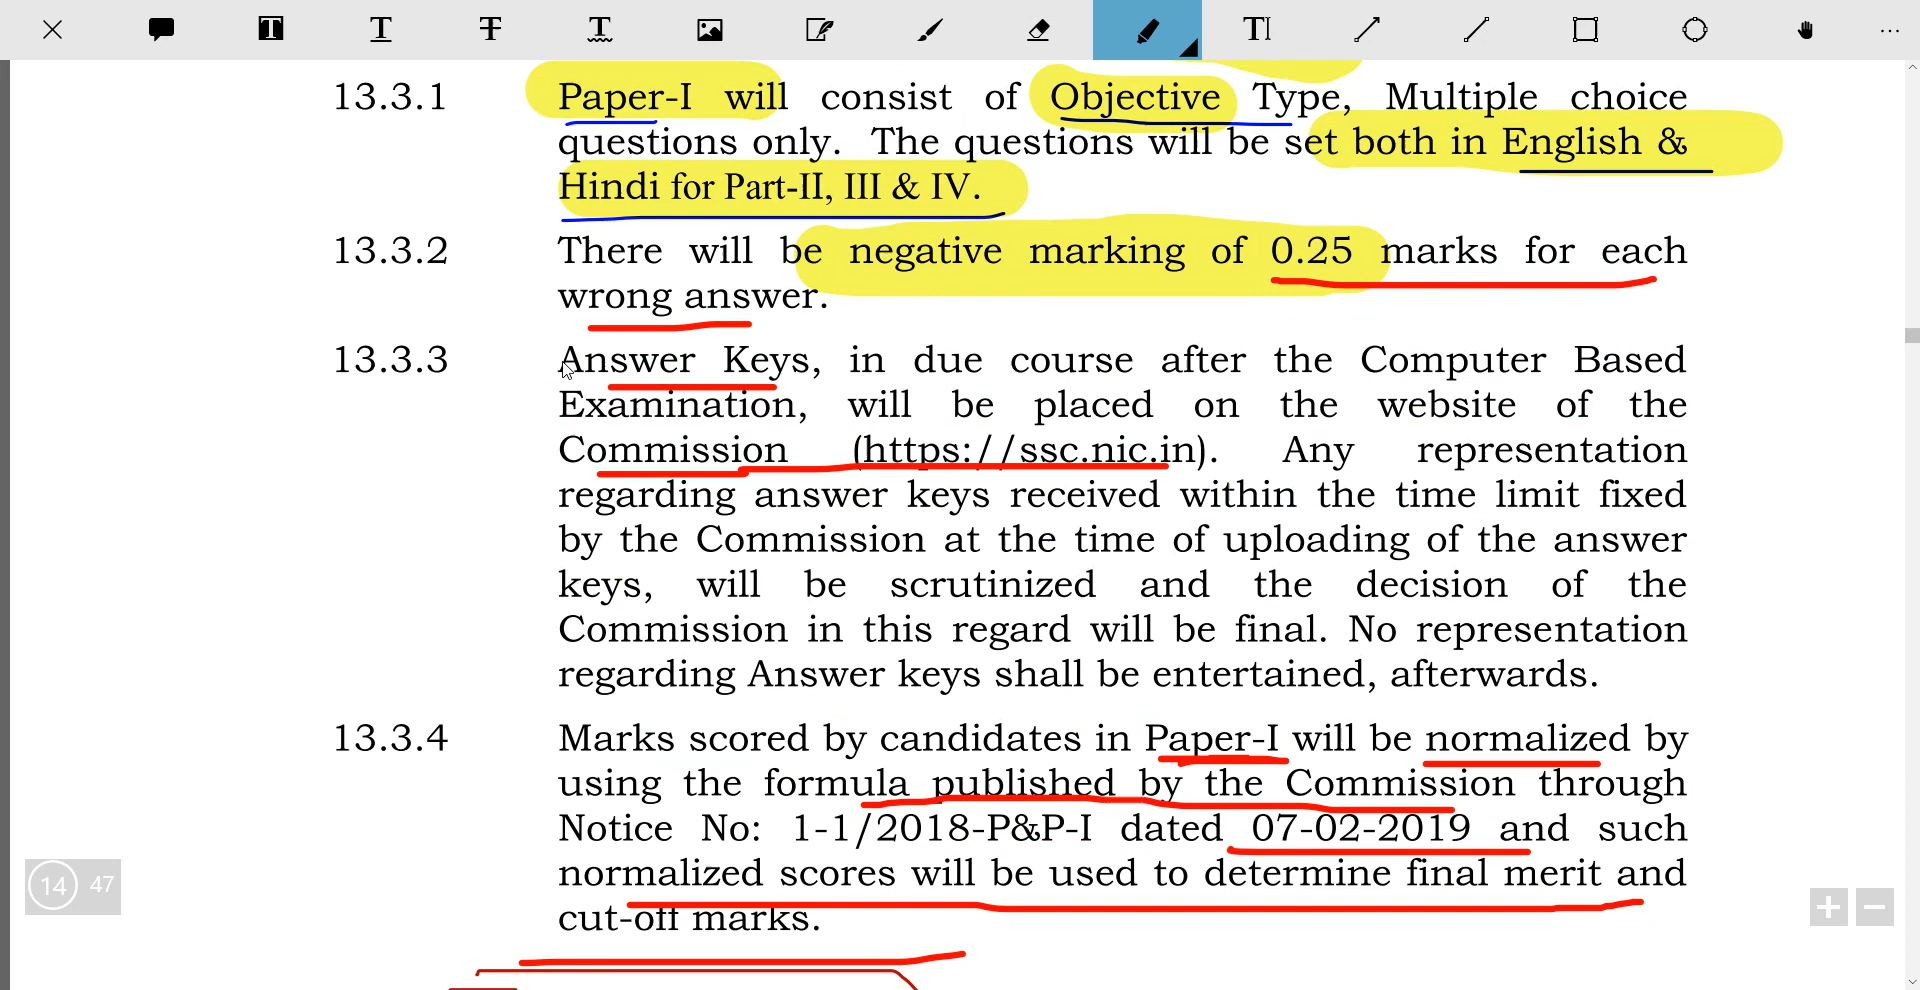 13.3.1 Paper-I will consist of Objective Type, Multiple choice
questions only. The questions will be set both in English &
Hindi for Part-II, III & IV.
13.3.2 There will be negative marking of 0.25 marks for each
wrong answer.
13.3.3 Answer Keys, in due course after the Computer Based
Examination, will be placed on the website of the
Commission (https://ssc.nic.in). Any representation
regarding answer keys received within the time limit fixed
by the Commission at the time of uploading of the answer
keys, will be scrutinized and the decision of the
Commission in this regard will be final. No representation
regarding Answer keys shall be entertained, afterwards.
13.3.4 Marks scored by candidates in Paper-I will be normalized by
using the formula published by the Commission through
Notice No: 1-1/2018-P&P-I dated 07-02-2019 and such
normalized scores will be used to determine final merit and
cut-off marks.
14 47